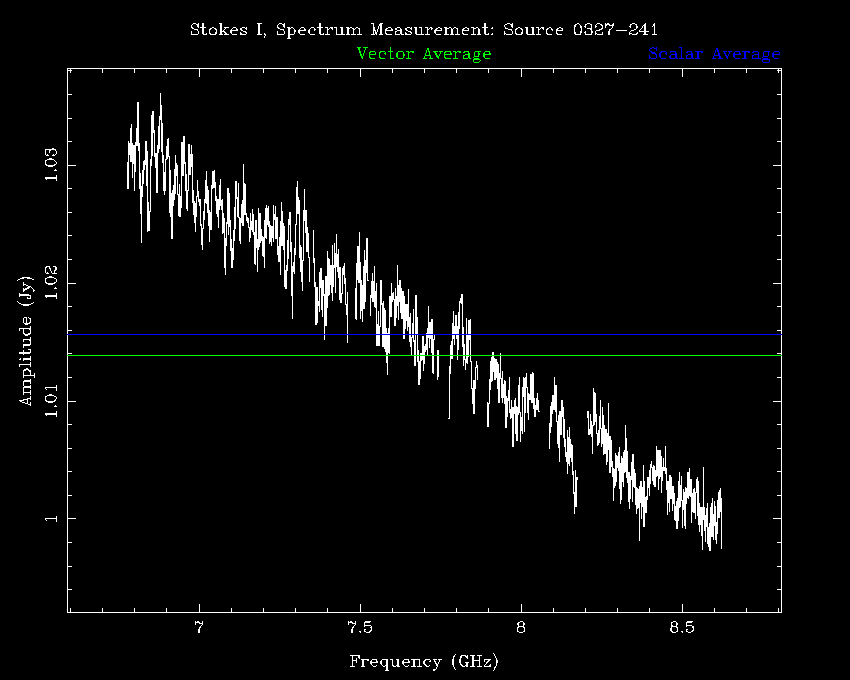 Stokes I, Spectrum Measurement: Source 0327−241
Vector Average Scalar Average
1.03
1.02
1.01
1
Amplitude (Jy)
7 7.5 8 8.5
Frequency (GHz)